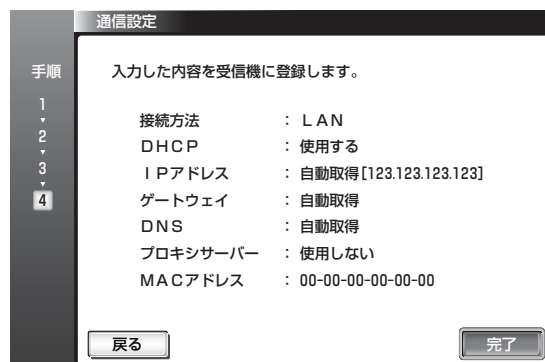 通信設定
手順
1
2
3
4
入力した内容を受信機に登録します。
接続方法 : LAN
DHCP : 使用する
IPアドレス : 自動取得[123.123.123.123]
ゲートウェイ : 自動取得
DNS : 自動取得
プロキシサーバー : 使用しない
MACアドレス : 00-00-00-00-00-00
戻る
完了